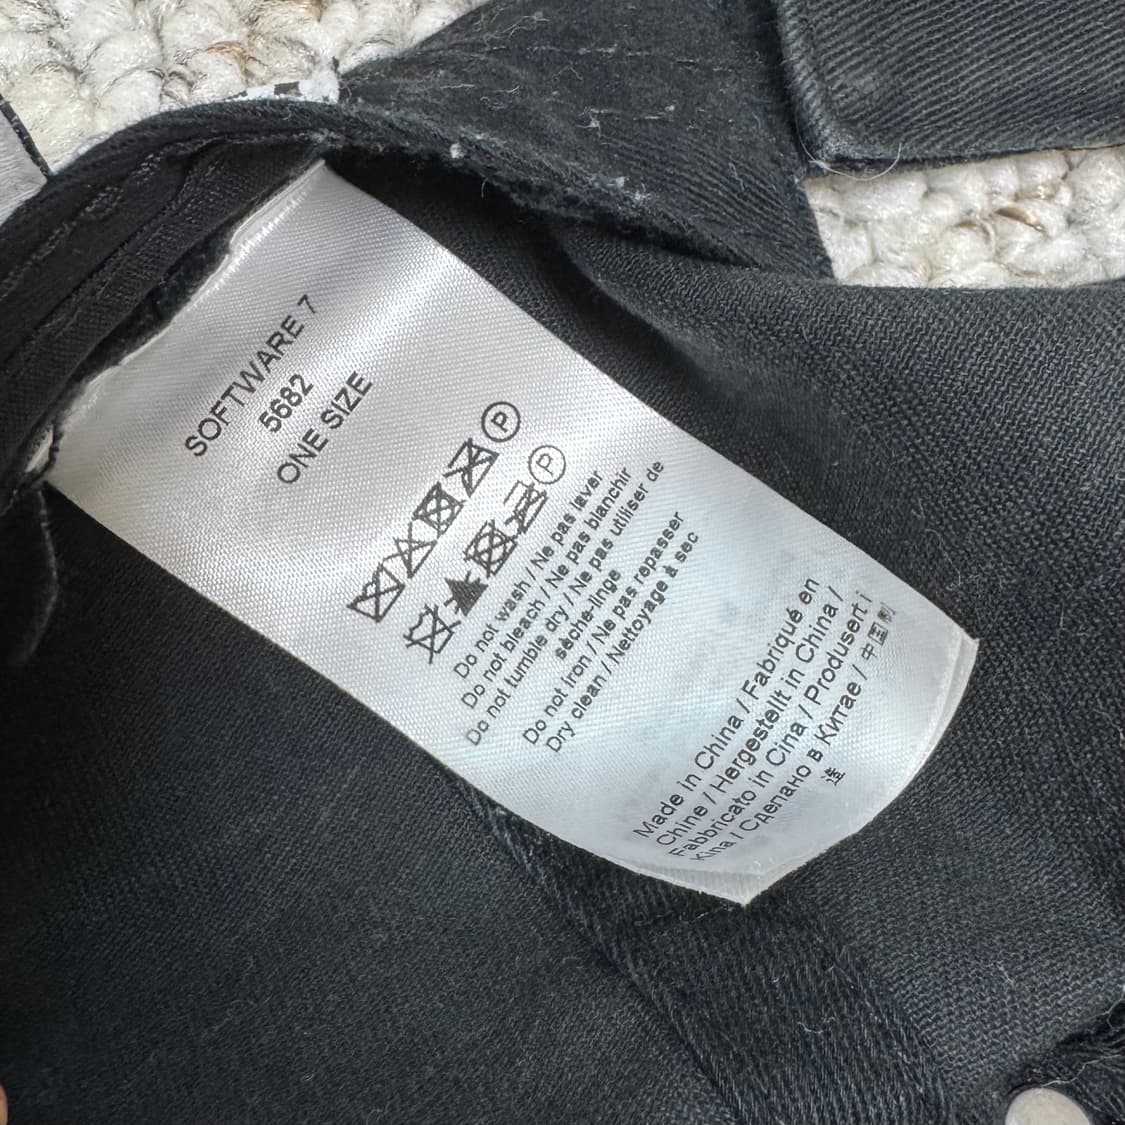 SOFTWARE 7
5682
ONE SIZE
P
P
Do not wash / Ne pas laver
Do not bleach / Ne pas blanchir
Do not tumble dry / Ne pas utiliser de
sèche-linge
Do not iron / Ne pas repasser
Dry clean / Nettoyage à sec
Made in China / Fabriqué en
Chine / Hergestellt in China /
Fabbricato in Cina / Produsert i
Kina / Сделано в Китае / 中国制
造